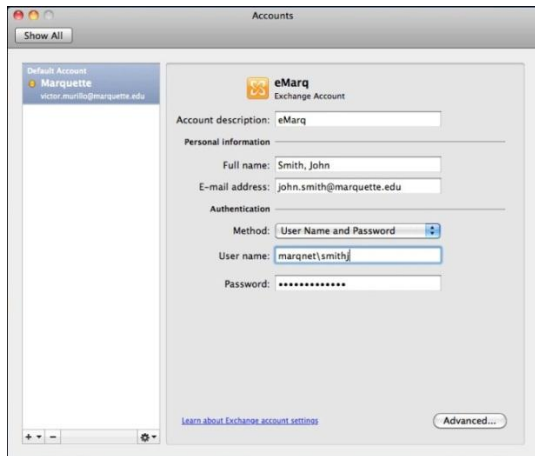 Accounts
Show All
Default Account
Marquette
victor.murillo@marquette.edu
eMarq
Exchange Account
Account description: eMarq
Personal information
Full name: Smith, John
E-mail address: john.smith@marquette.edu
Authentication
Method: User Name and Password
User name: marqnet\smithj
Password: •••••••••••••
Learn about Exchange account settings
Advanced...